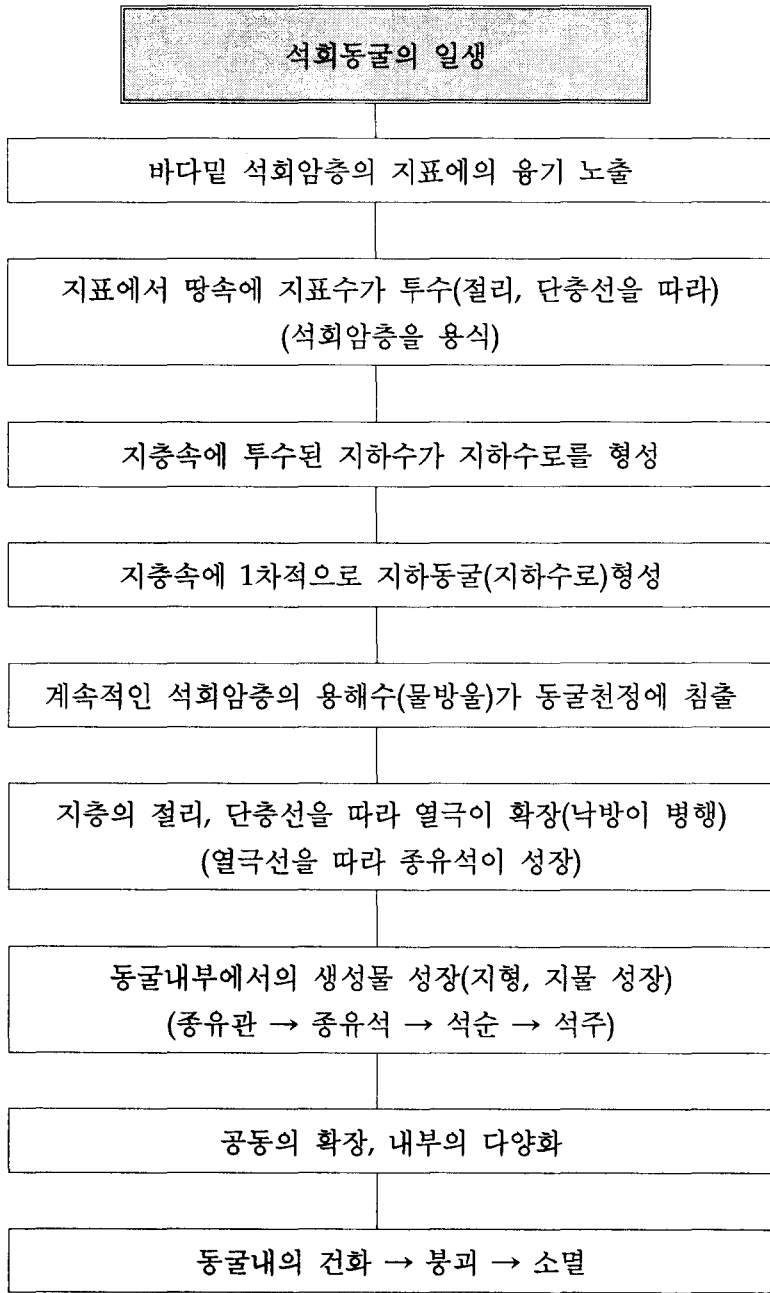 석회동굴의 일생
바다밑 석회암층의 지표에의 융기 노출
지표에서 땅속에 지표수가 투수(절리, 단층선을 따라)
(석회암층을 용식)
지층속에 투수된 지하수가 지하수로를 형성
지층속에 1차적으로 지하동굴(지하수로)형성
계속적인 석회암층의 용해수(물방울)가 동굴천정에 침출
지층의 절리, 단층선을 따라 열극이 확장(낙방이 병행)
(열극선을 따라 종유석이 성장)
동굴내부에서의 생성물 성장(지형, 지물 성장)
(종유관 → 종유석 → 석순 → 석주)
공동의 확장, 내부의 다양화
동굴내의 건화 → 붕괴 → 소멸